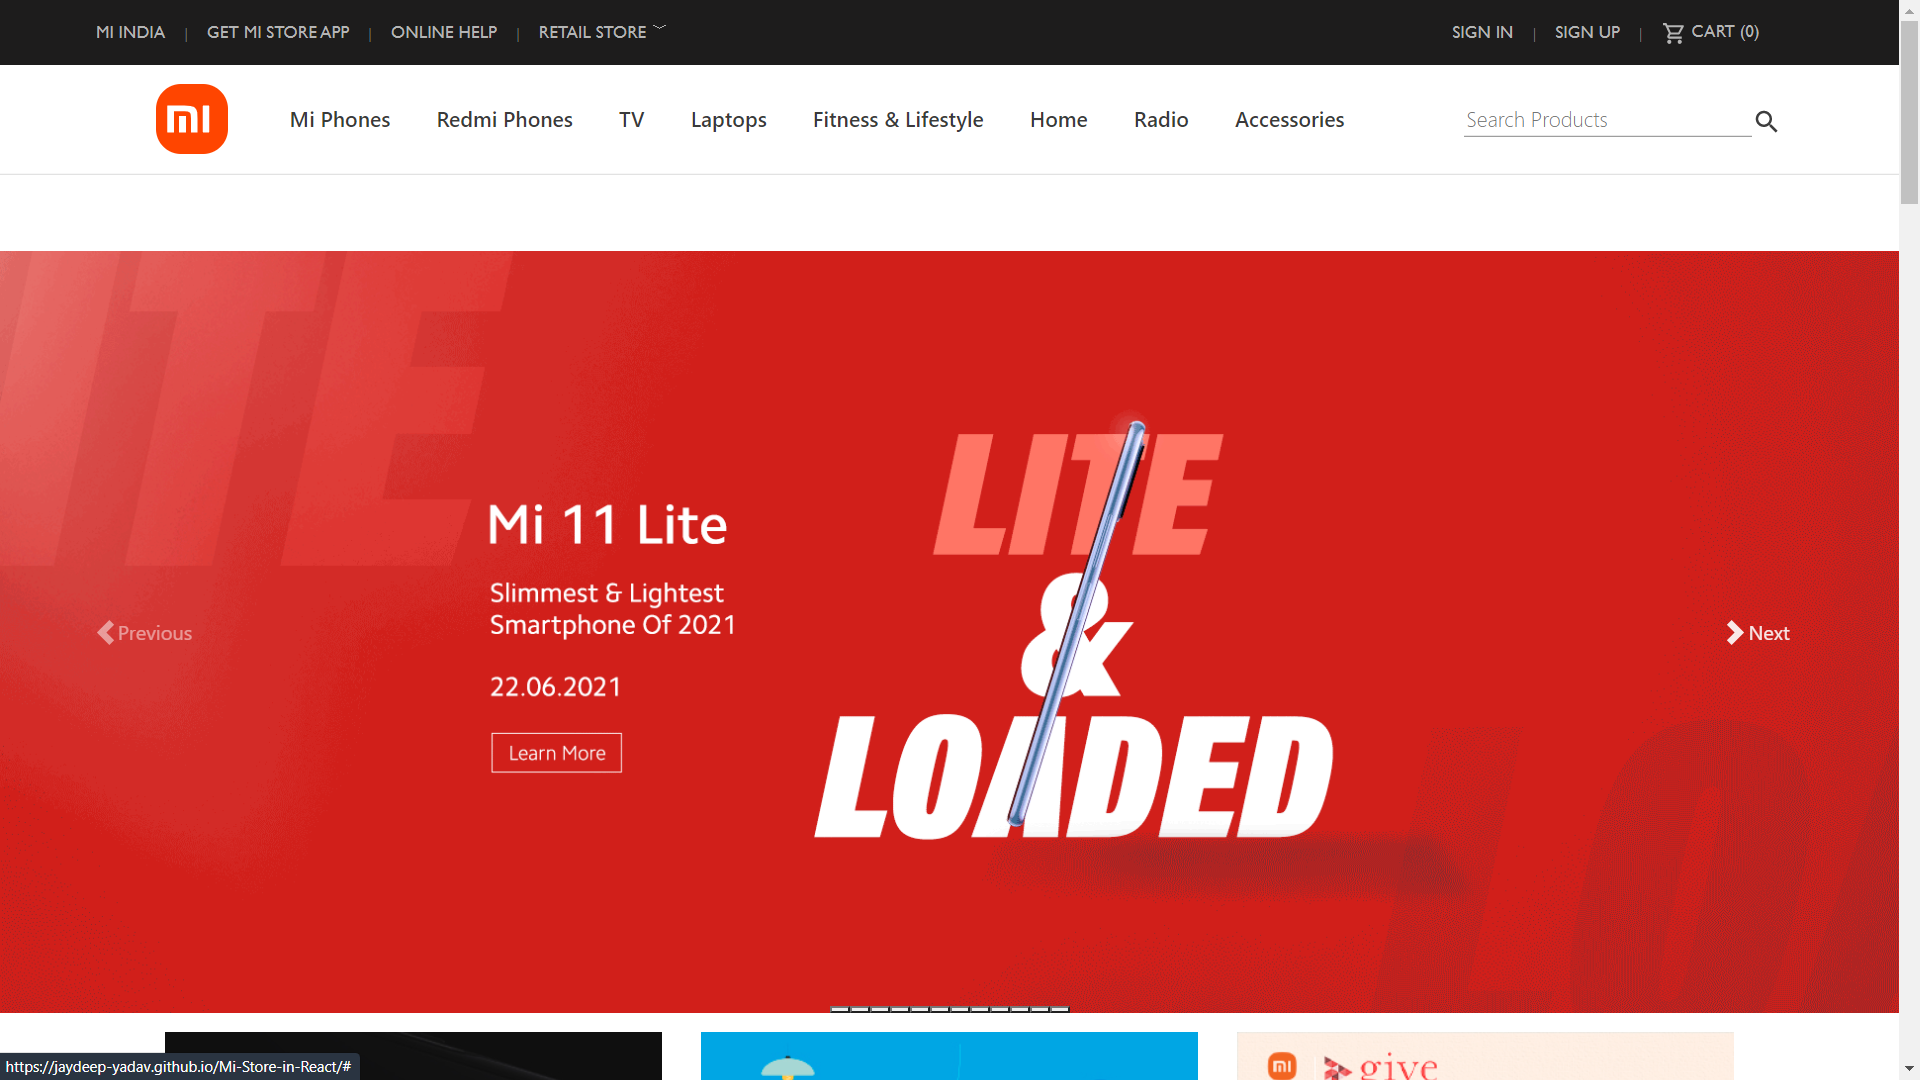 MI INDIA | GET MI STORE APP | ONLINE HELP | RETAIL STORE
SIGN IN | SIGN UP | CART (0)
mi
Mi Phones Redmi Phones TV Laptops Fitness & Lifestyle Home Radio Accessories
Search Products
LITE
Mi 11 Lite
Slimmest & Lightest
Smartphone Of 2021
22.06.2021
Learn More
LITE
&
LOADED
Previous
Next
LOA
mi give
https://jaydeep-yadav.github.io/Mi-Store-in-React/#